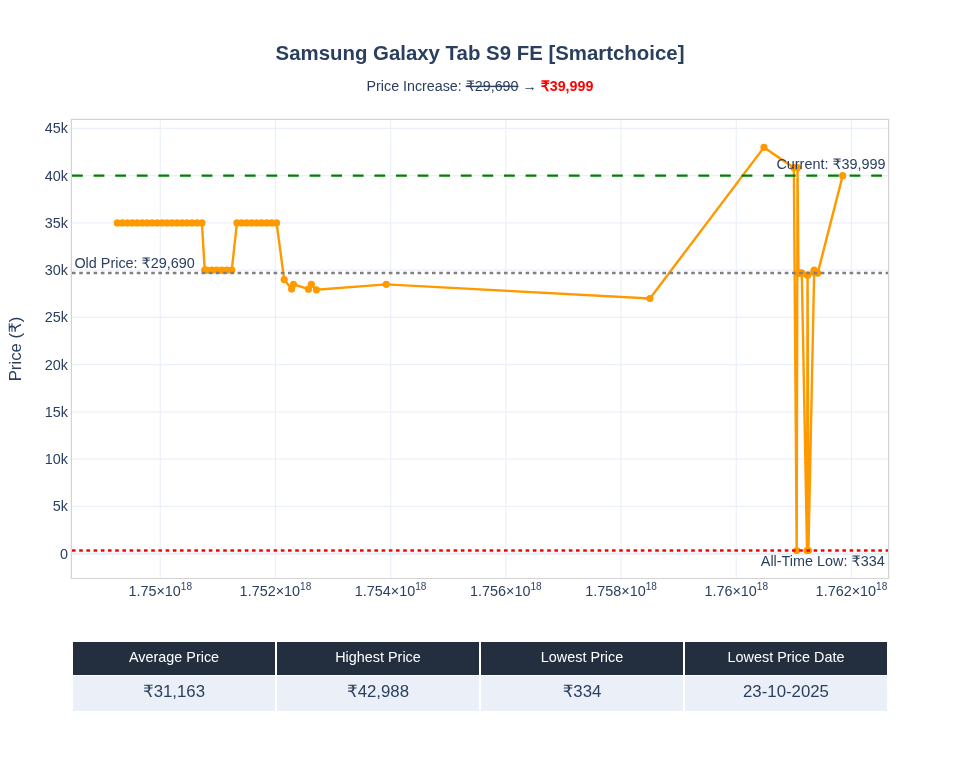 Samsung Galaxy Tab S9 FE [Smartchoice]
Price Increase: ₹29,690 → ₹39,999
45k
40k
35k
30k
25k
20k
15k
10k
5k
0
Price (₹)
Current: ₹39,999
Old Price: ₹29,690
All-Time Low: ₹334
1.75×10¹⁸ 1.752×10¹⁸ 1.754×10¹⁸ 1.756×10¹⁸ 1.758×10¹⁸ 1.76×10¹⁸ 1.762×10¹⁸
Average Price Highest Price Lowest Price Lowest Price Date
₹31,163 ₹42,988 ₹334 23-10-2025